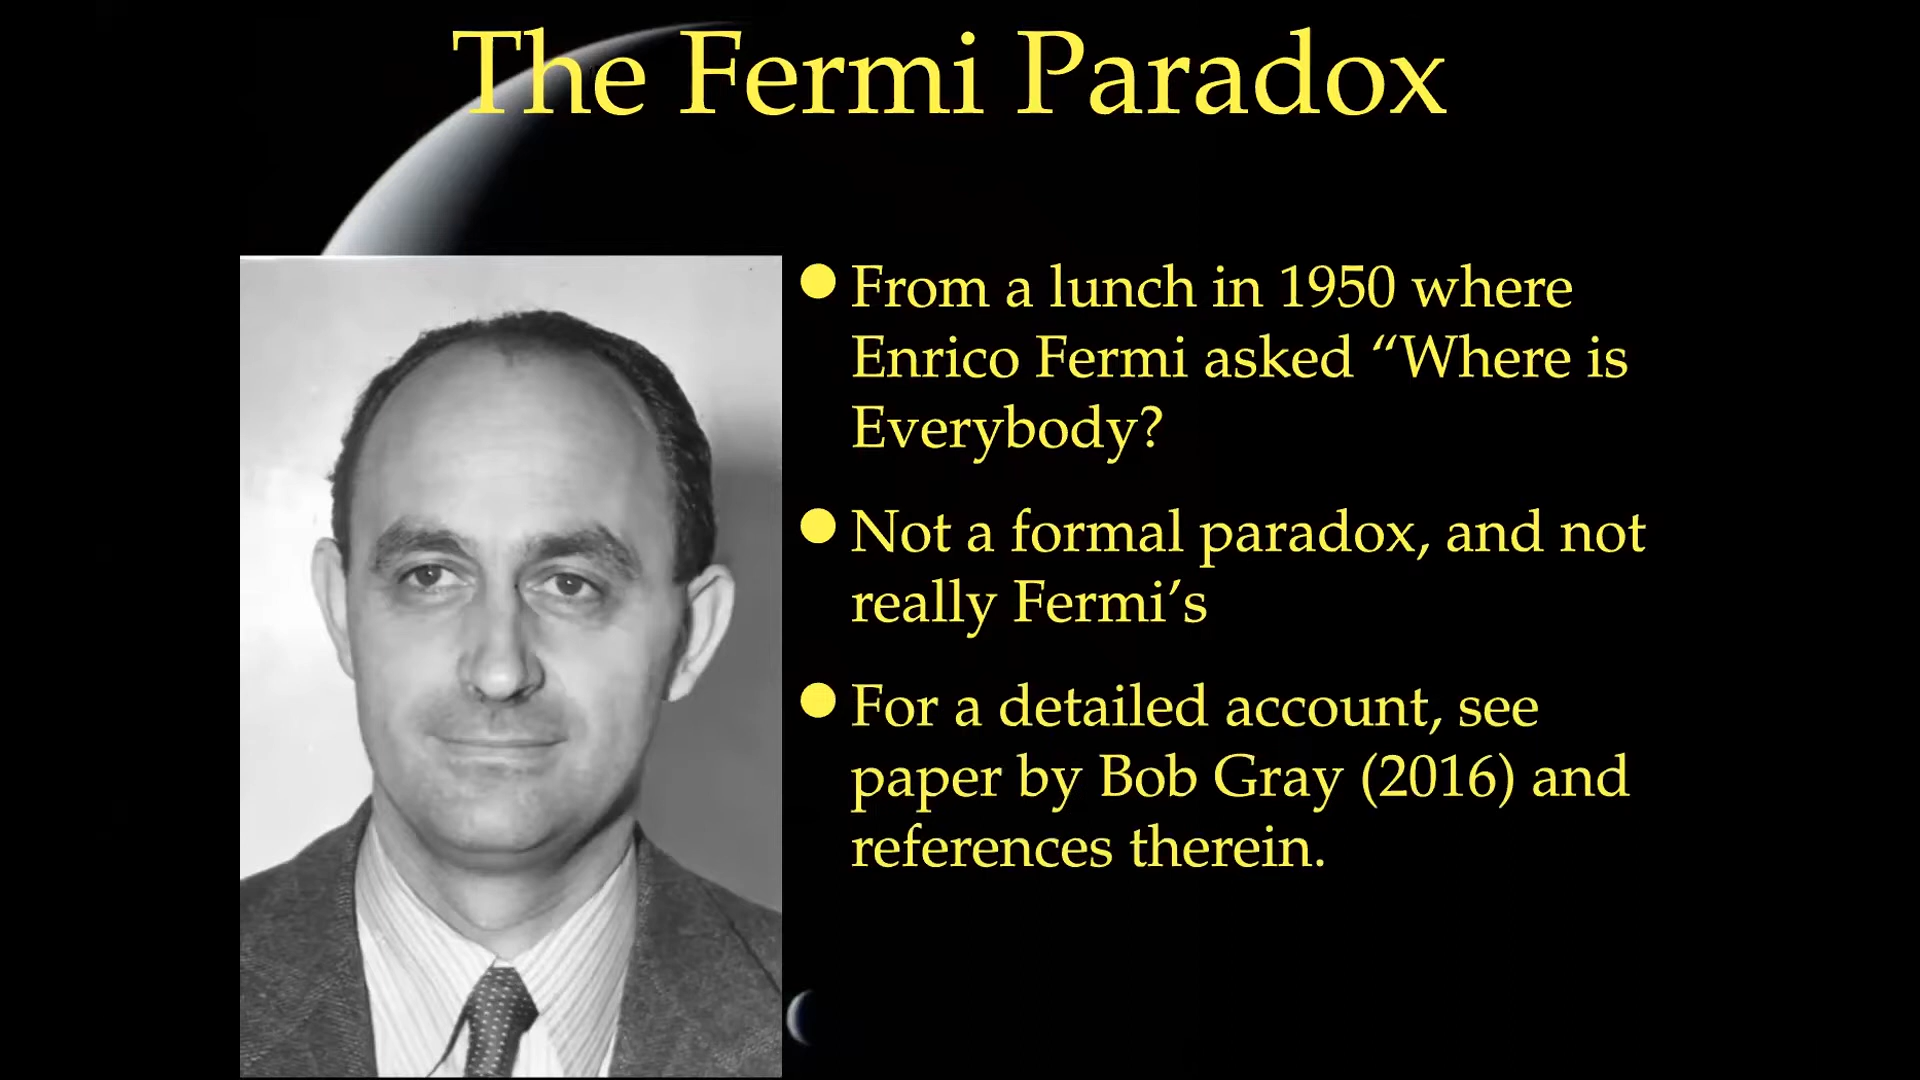 The Fermi Paradox
From a lunch in 1950 where
Enrico Fermi asked “Where is
Everybody?
Not a formal paradox, and not
really Fermi’s
For a detailed account, see
paper by Bob Gray (2016) and
references therein.